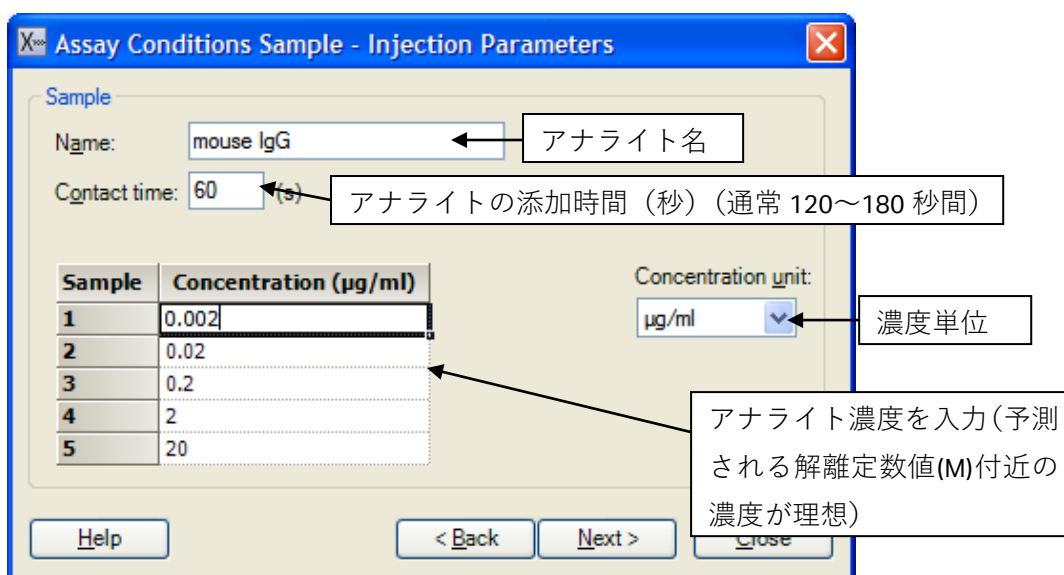 Assay Conditions Sample - Injection Parameters
Sample
Name: mouse IgG
アナライト名
Contact time: 60 (s)
アナライトの添加時間（秒）(通常 120～180 秒間）
Sample Concentration (µg/ml)
Concentration unit:
1 0.002
µg/ml
濃度単位
2 0.02
3 0.2
4 2
5 20
アナライト濃度を入力（予測
される解離定数値(M)付近の
濃度が理想）
Help < Back Next > Close